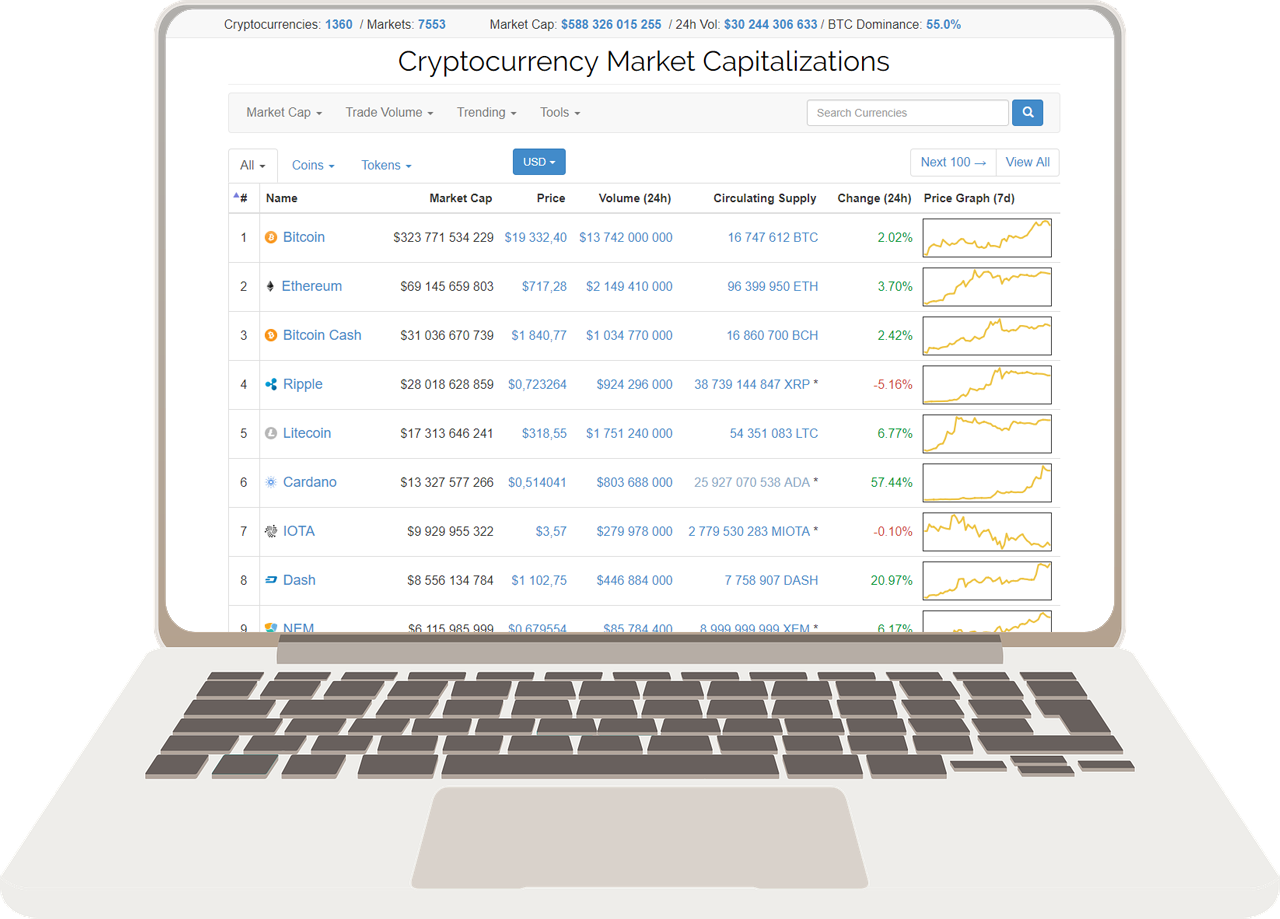 Cryptocurrencies: 1360 / Markets: 7553 Market Cap: $588 326 015 255 / 24h Vol: $30 244 306 633 / BTC Dominance: 55.0%
Cryptocurrency Market Capitalizations
Market Cap Trade Volume Trending Tools Search Currencies
All Coins Tokens USD Next 100 → View All
# Name Market Cap Price Volume (24h) Circulating Supply Change (24h) Price Graph (7d)
1 Bitcoin $323 771 534 229 $19 332,40 $13 742 000 000 16 747 612 BTC 2.02%
2 Ethereum $69 145 659 803 $717,28 $2 149 410 000 96 399 950 ETH 3.70%
3 Bitcoin Cash $31 036 670 739 $1 840,77 $1 034 770 000 16 860 700 BCH 2.42%
4 Ripple $28 018 628 859 $0,723264 $924 296 000 38 739 144 847 XRP * -5.16%
5 Litecoin $17 313 646 241 $318,55 $1 751 240 000 54 351 083 LTC 6.77%
6 Cardano $13 327 577 266 $0,514041 $803 688 000 25 927 070 538 ADA * 57.44%
7 IOTA $9 929 955 322 $3,57 $279 978 000 2 779 530 283 MIOTA * -0.10%
8 Dash $8 556 134 784 $1 102,75 $446 884 000 7 758 907 DASH 20.97%
9 NEM $6 115 985 999 $0,679554 $85 784 400 8 999 999 999 XEM * 6.17%